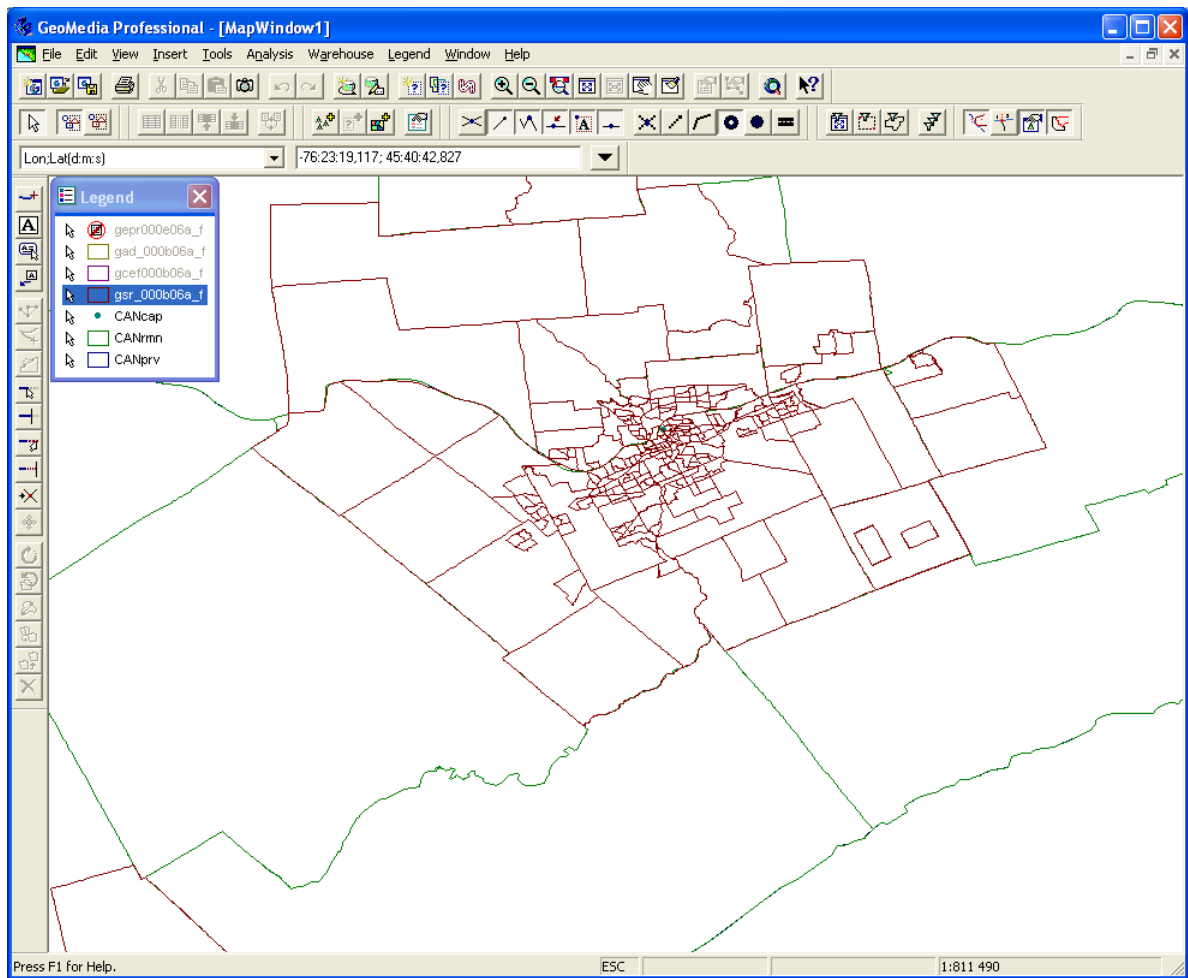 GeoMedia Professional - [MapWindow1]
File Edit View Insert Tools Analysis Warehouse Legend Window Help
Lon;Lat(d:m:s) -76:23:19,117; 45:40:42,827
Legend
gepr000e06a_f
gad_000b06a_f
gcef000b06a_f
gsr_000b06a_f
CANcap
CANrmn
CANprv
Press F1 for Help. ESC 1:811 490